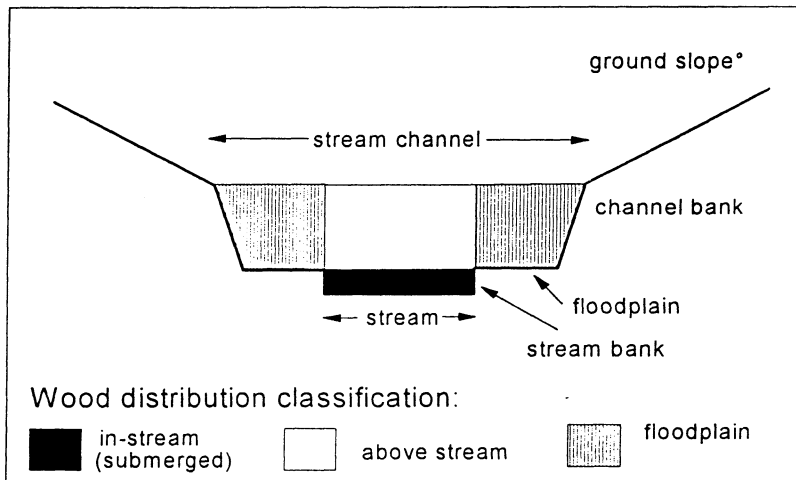 ground slope°
stream channel
channel bank
floodplain
stream
stream bank
Wood distribution classification:
in-stream
(submerged)
above stream
floodplain